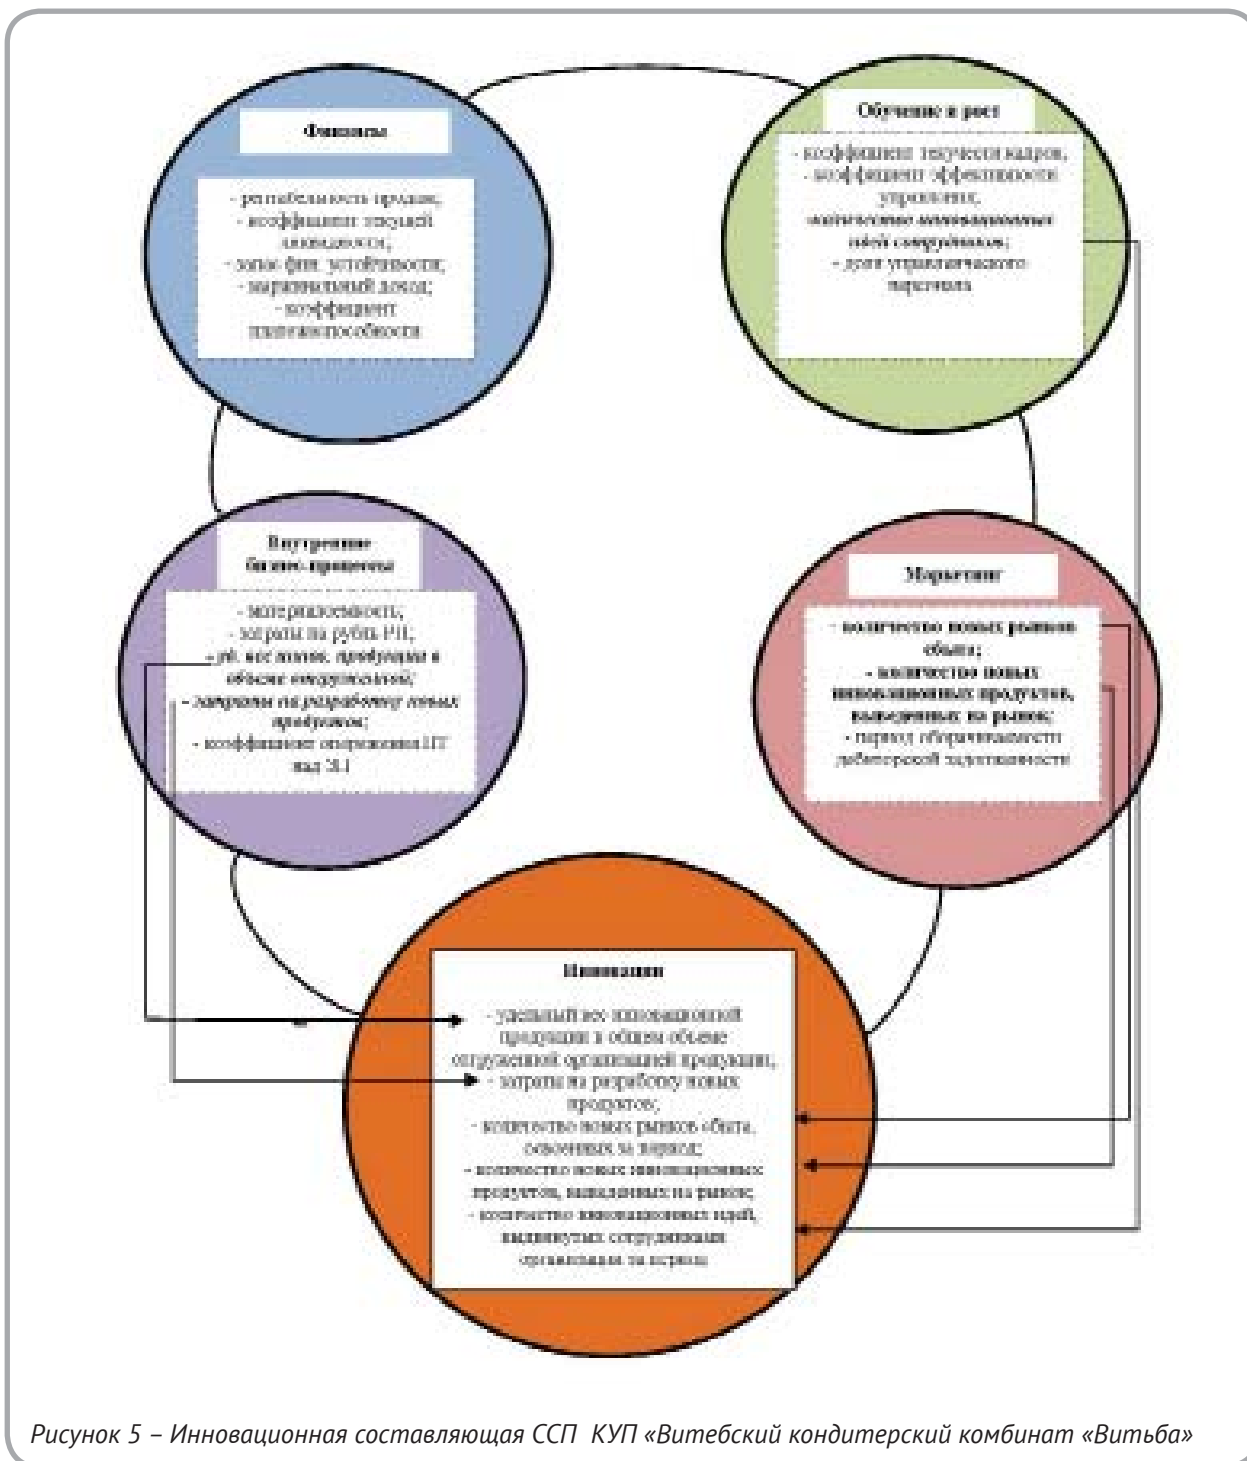 Финансы
- рентабельность продаж;
- коэффициент текущей
ликвидности;
- запас фин. устойчивости;
- маржинальный доход;
- коэффициент
платежеспособности
Обучение и рост
- коэффициент текучести кадров;
- коэффициент эффективности
управления;
-количество инновационных
идей сотрудников;
- доля управленческого
персонала
Внутренние
бизнес-процессы
- материалоемкость;
- затраты на рубль РП;
- уд. вес иннов. продукции в
объеме отгруженной;
- затраты на разработку новых
продуктов;
- коэффициент опережения ПТ
над ЗП
Маркетинг
- количество новых рынков
сбыта;
- количество новых
инновационных продуктов,
выведенных на рынок;
- период оборачиваемости
дебиторской задолженности
Инновации
- удельный вес инновационной
продукции в общем объеме
отгруженной организацией продукции;
- затраты на разработку новых
продуктов;
- количество новых рынков сбыта,
освоенных за период;
- количество новых инновационных
продуктов, выведенных на рынок;
- количество инновационных идей,
выдвинутых сотрудниками
организации за период
Рисунок 5 – Инновационная составляющая ССП КУП «Витебский кондитерский комбинат «Витьба»